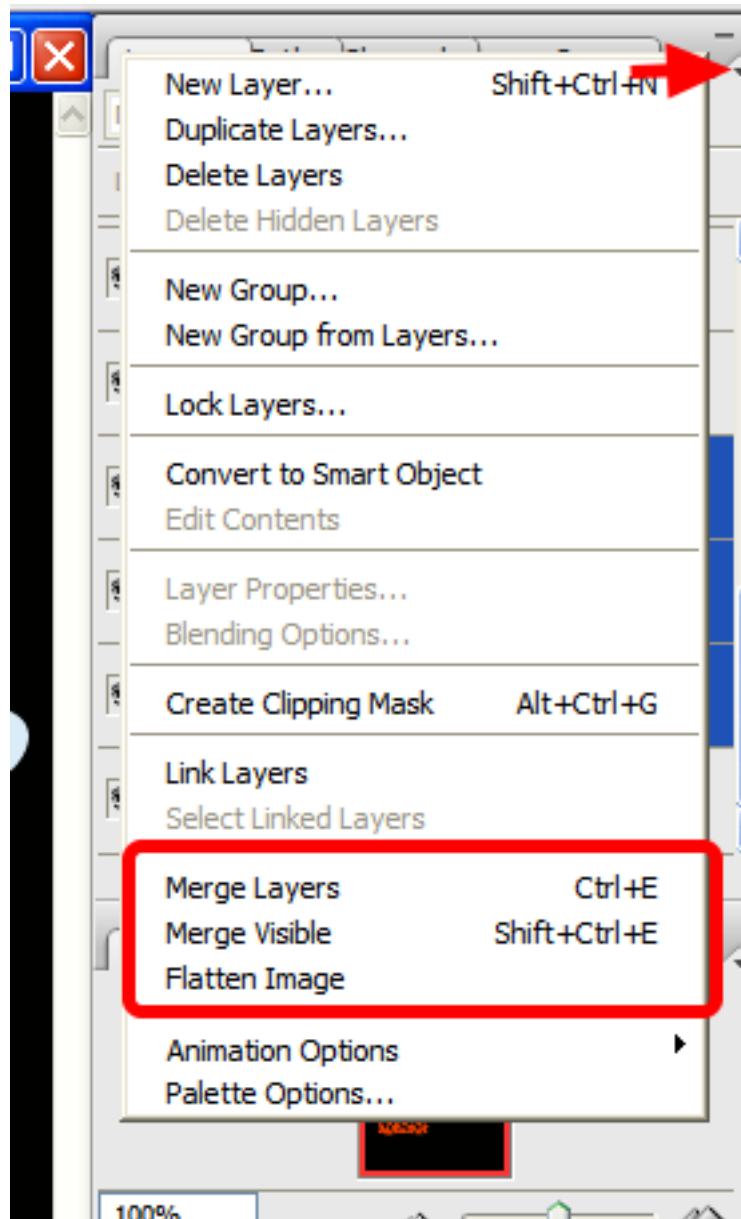 New Layer... Shift+Ctrl+N
Duplicate Layers...
Delete Layers
Delete Hidden Layers
New Group...
New Group from Layers...
Lock Layers...
Convert to Smart Object
Edit Contents
Layer Properties...
Blending Options...
Create Clipping Mask Alt+Ctrl+G
Link Layers
Select Linked Layers
Merge Layers Ctrl+E
Merge Visible Shift+Ctrl+E
Flatten Image
Animation Options
Palette Options...
100%